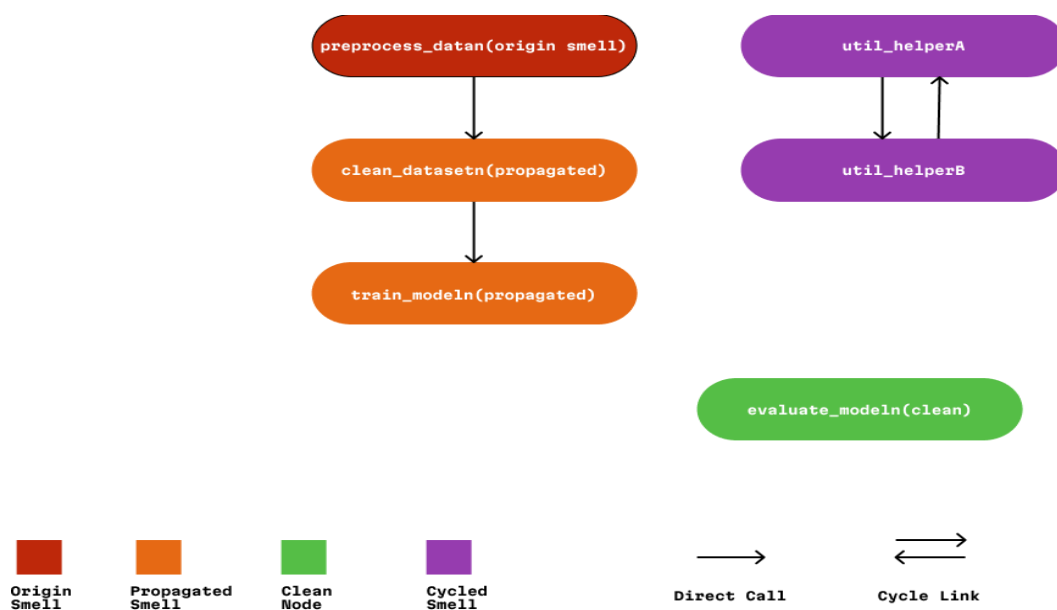 preprocess_datan(origin smell)
util_helperA
clean_datasetn(propagated)
util_helperB
train_modeln(propagated)
evaluate_modeln(clean)
Origin
Smell
Propagated
Smell
Clean
Node
Cycled
Smell
Direct Call
Cycle Link